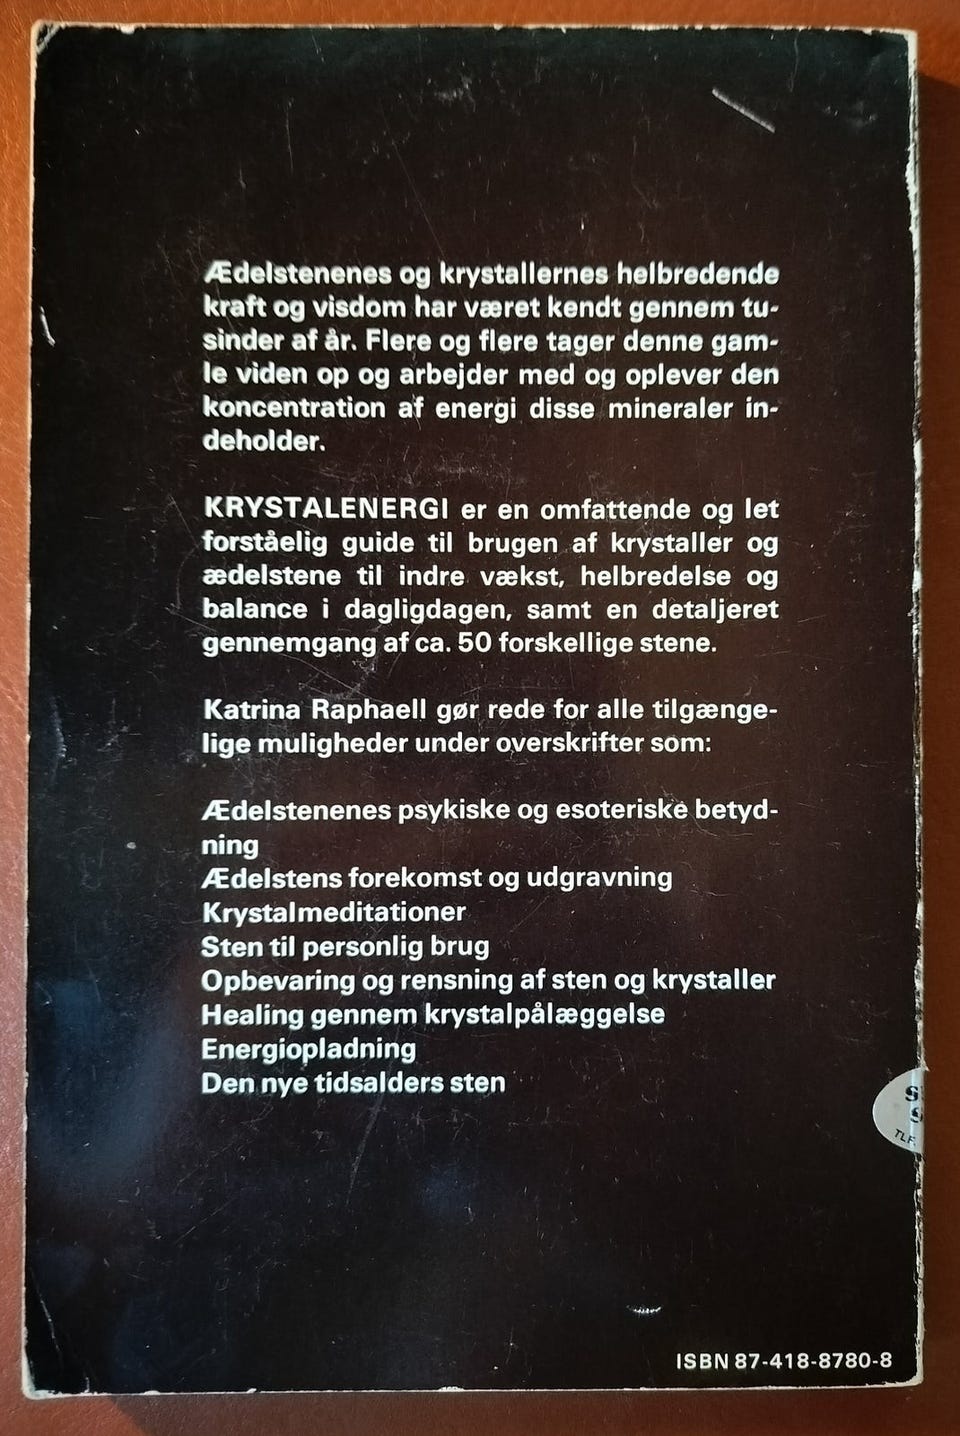 Ædelstenenes og krystallernes helbredende
kraft og visdom har været kendt gennem tu-
sinder af år. Flere og flere tager denne gam-
le viden op og arbejder med og oplever den
koncentration af energi disse mineraler in-
deholder.
KRYSTALENERGI er en omfattende og let
forståelig guide til brugen af krystaller og
ædelstene til indre vækst, helbredelse og
balance i dagligdagen, samt en detaljeret
gennemgang af ca. 50 forskellige stene.
Katrina Raphaell gør rede for alle tilgænge-
lige muligheder under overskrifter som:
Ædelstenenes psykiske og esoteriske betyd-
ning
Ædelstens forekomst og udgravning
Krystalmeditationer
Sten til personlig brug
Opbevaring og rensning af sten og krystaller
Healing gennem krystalpålæggelse
Energiopladning
Den nye tidsalders sten
TLF.
ISBN 87-418-8780-8